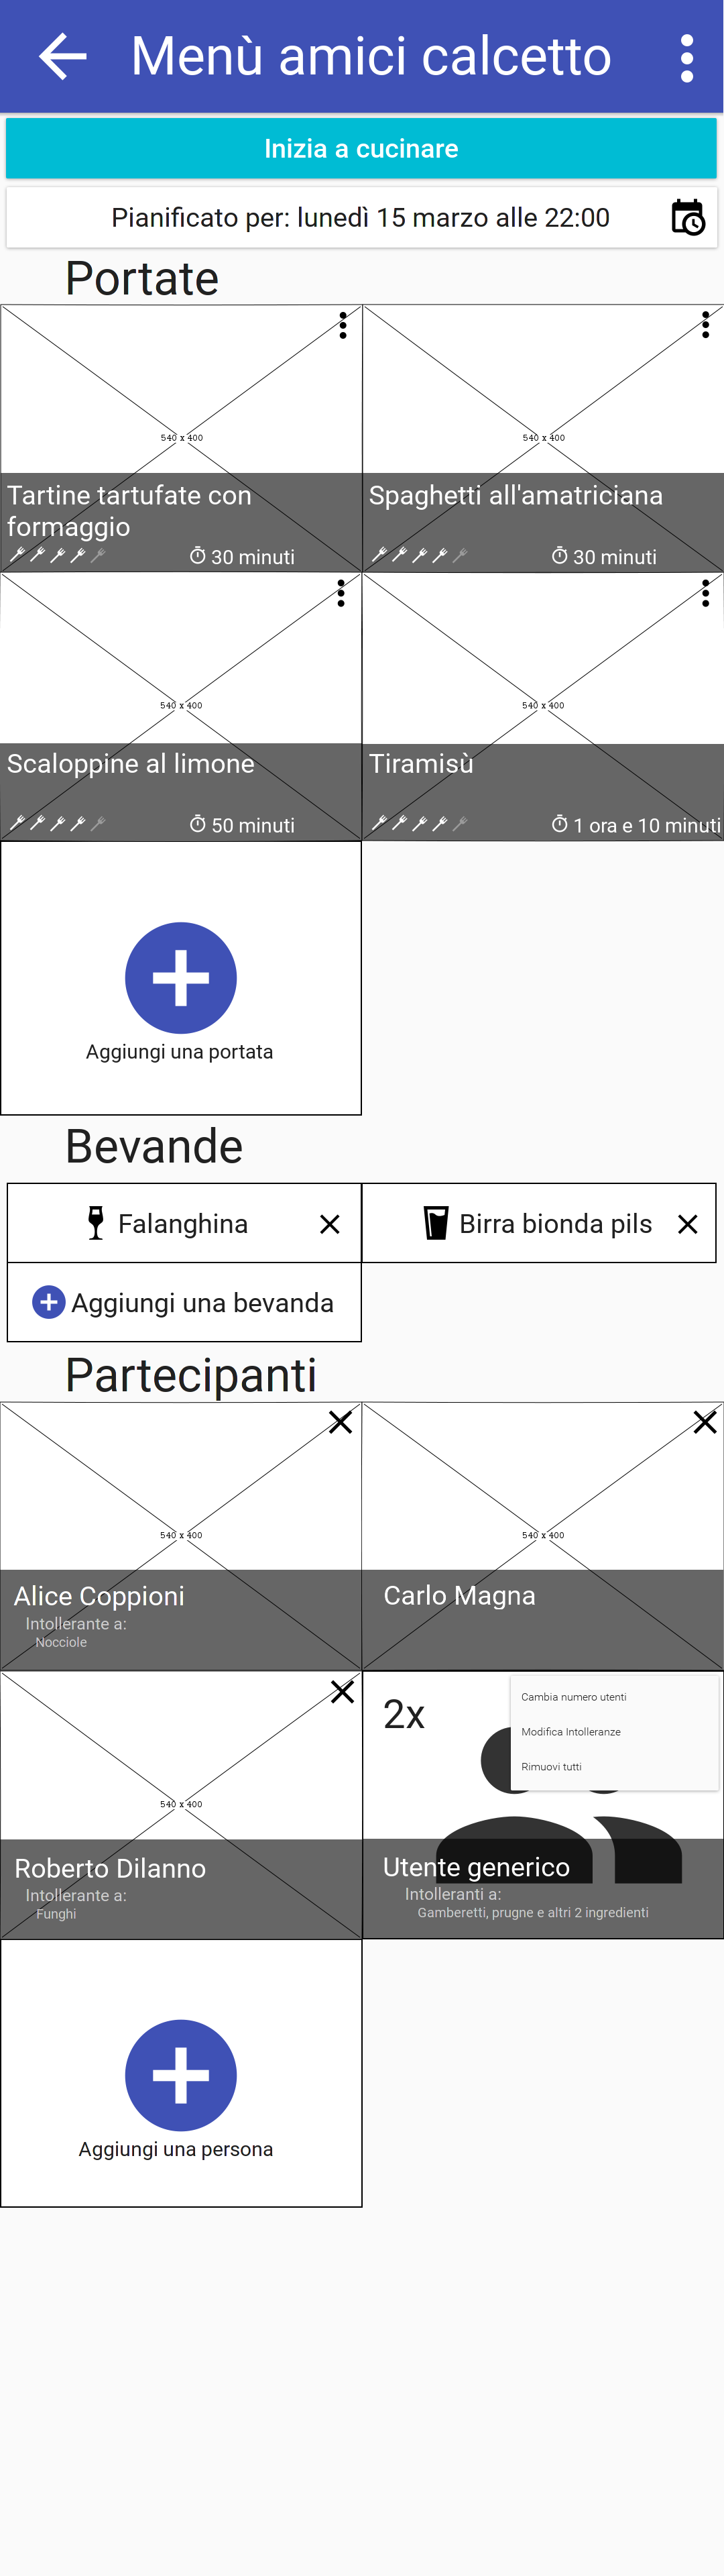 Menù amici calcetto
Inizia a cucinare
Pianificato per: lunedì 15 marzo alle 22:00
Portate
540 x 400
540 x 400
Tartine tartufate con
formaggio
30 minuti
Spaghetti all'amatriciana
30 minuti
540 x 400
540 x 400
Scaloppine al limone
50 minuti
Tiramisù
1 ora e 10 minuti
Aggiungi una portata
Bevande
Falanghina
Birra bionda pils
Aggiungi una bevanda
Partecipanti
540 x 400
540 x 400
Alice Coppioni
Intollerante a:
Nocciole
Carlo Magna
540 x 400
Roberto Dilanno
Intollerante a:
Funghi
2x
Cambia numero utenti
Modifica Intolleranze
Rimuovi tutti
Utente generico
Intolleranti a:
Gamberetti, prugne e altri 2 ingredienti
Aggiungi una persona